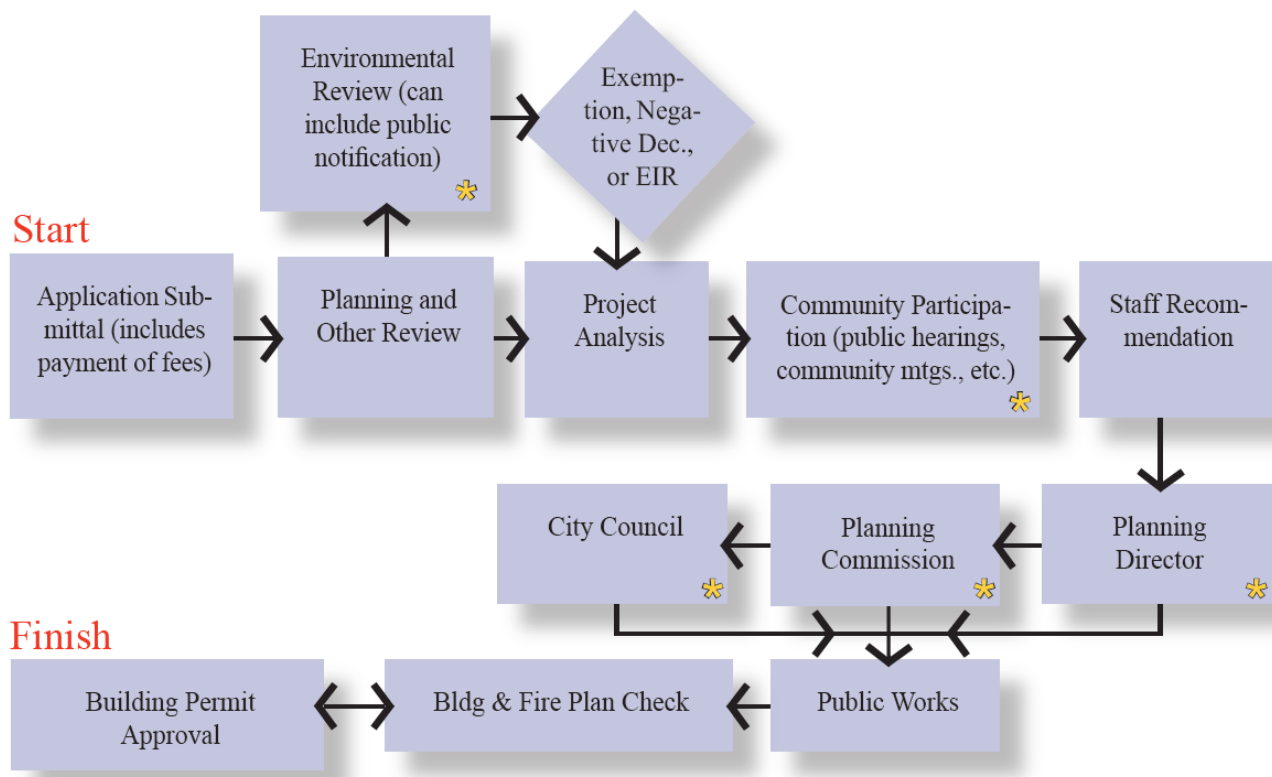 Environmental
Review (can
include public
notification)
*
Exemp-
tion, Nega-
tive Dec.,
or EIR
Start
Application Sub-
mittal (includes
payment of fees)
Planning and
Other Review
Project
Analysis
Community Participa-
tion (public hearings,
community mtgs., etc.)
*
Staff Recom-
mendation
City Council
*
Planning
Commission
*
Planning
Director
*
Finish
Building Permit
Approval
Bldg & Fire Plan Check
Public Works